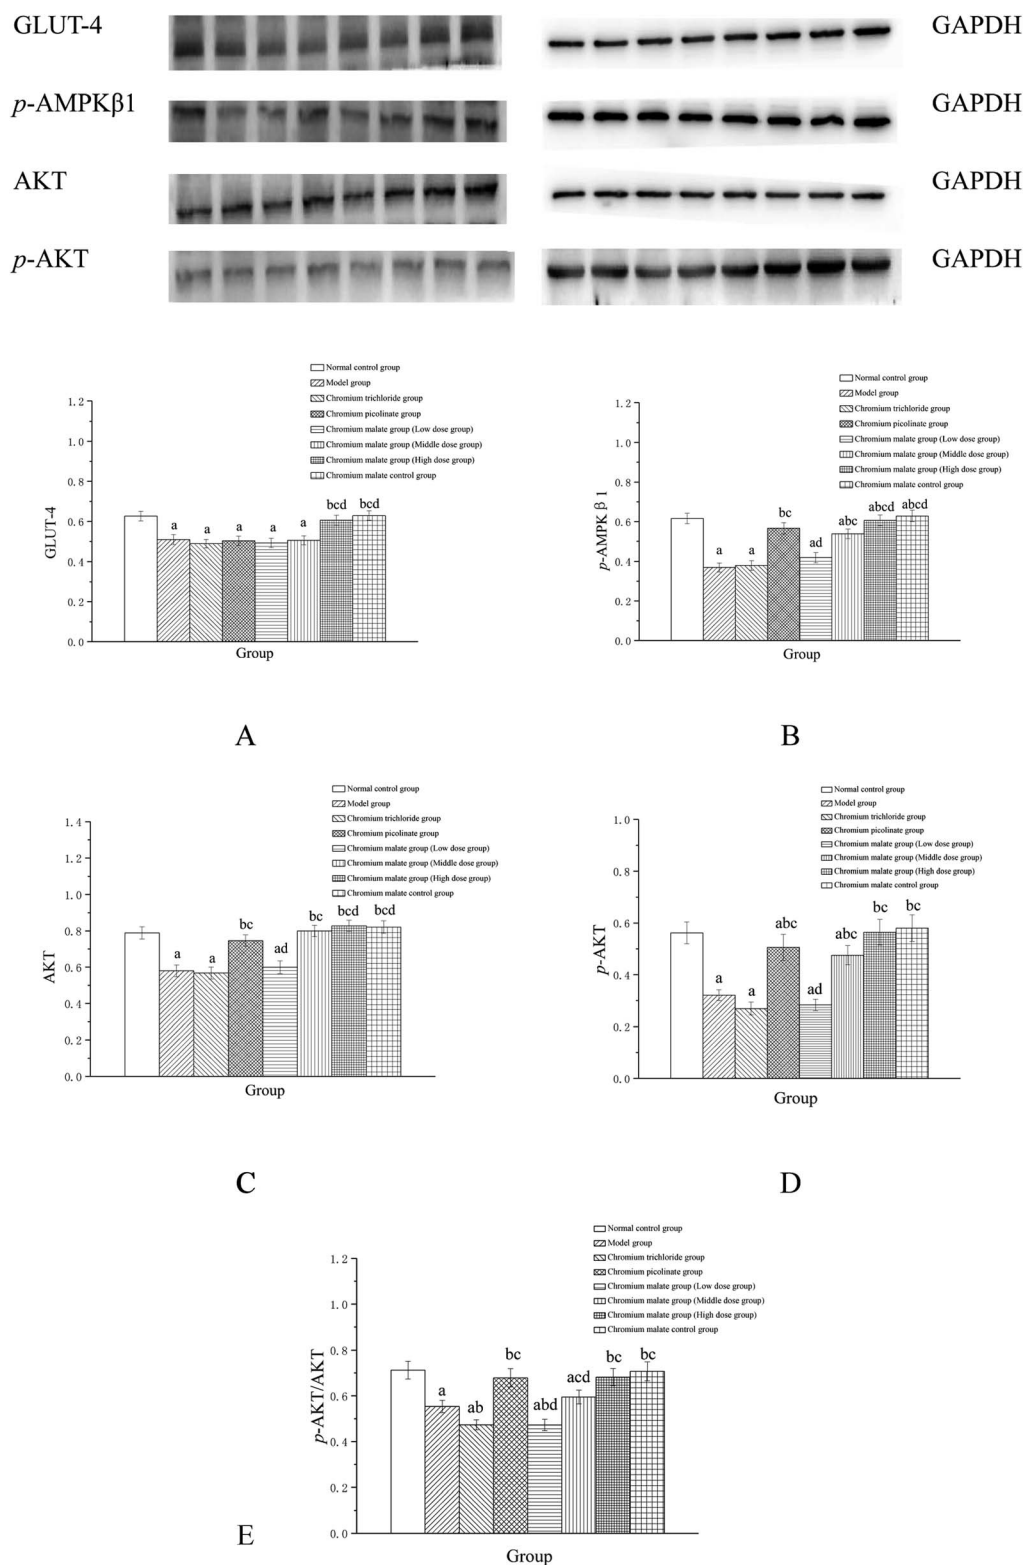 GLUT-4 GAPDH
p-AMPKβ1 GAPDH
AKT GAPDH
p-AKT GAPDH
Normal control group
Model group
Chromium trichloride group
Chromium picolinate group
Chromium malate group (Low dose group)
Chromium malate group (Middle dose group)
Chromium malate group (High dose group)
Chromium malate control group
1.2
1.0
0.8
0.6
0.4
0.2
0.0
GLUT-4
a a a a a bcd bcd
Group
A
Normal control group
Model group
Chromium trichloride group
Chromium picolinate group
Chromium malate group (Low dose group)
Chromium malate group (Middle dose group)
Chromium malate group (High dose group)
Chromium malate control group
1.2
1.0
0.8
0.6
0.4
0.2
0.0
p-AMPK β 1
a a bc ad abc abcd abcd
Group
B
Normal control group
Model group
Chromium trichloride group
Chromium picolinate group
Chromium malate group (Low dose group)
Chromium malate group (Middle dose group)
Chromium malate group (High dose group)
Chromium malate control group
1.4
1.2
1.0
0.8
0.6
0.4
0.2
0.0
AKT
a a bc ad bc bcd bcd
Group
C
Normal control group
Model group
Chromium trichloride group
Chromium picolinate group
Chromium malate group (Low dose group)
Chromium malate group (Middle dose group)
Chromium malate group (High dose group)
Chromium malate control group
1.0
0.8
0.6
0.4
0.2
0.0
p-AKT
a a abc ad abc bc bc
Group
D
Normal control group
Model group
Chromium trichloride group
Chromium picolinate group
Chromium malate group (Low dose group)
Chromium malate group (Middle dose group)
Chromium malate group (High dose group)
Chromium malate control group
1.2
1.0
0.8
0.6
0.4
0.2
0.0
p-AKT/AKT
a ab bc abd acd bc bc
Group
E